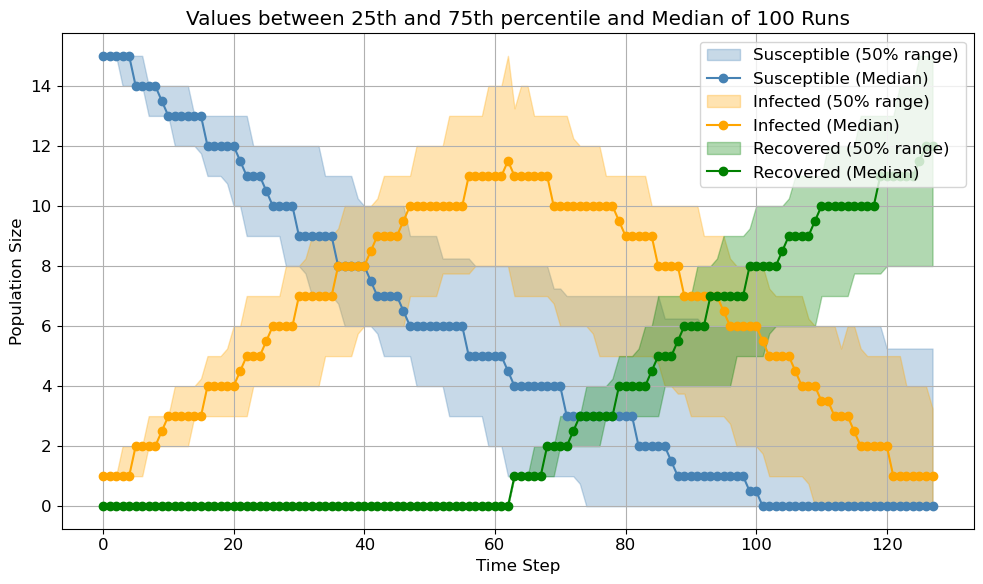 Values between 25th and 75th percentile and Median of 100 Runs
Susceptible (50% range)
Susceptible (Median)
Infected (50% range)
Infected (Median)
Recovered (50% range)
Recovered (Median)
Population Size
14
12
10
8
6
4
2
0
0 20 40 60 80 100 120
Time Step